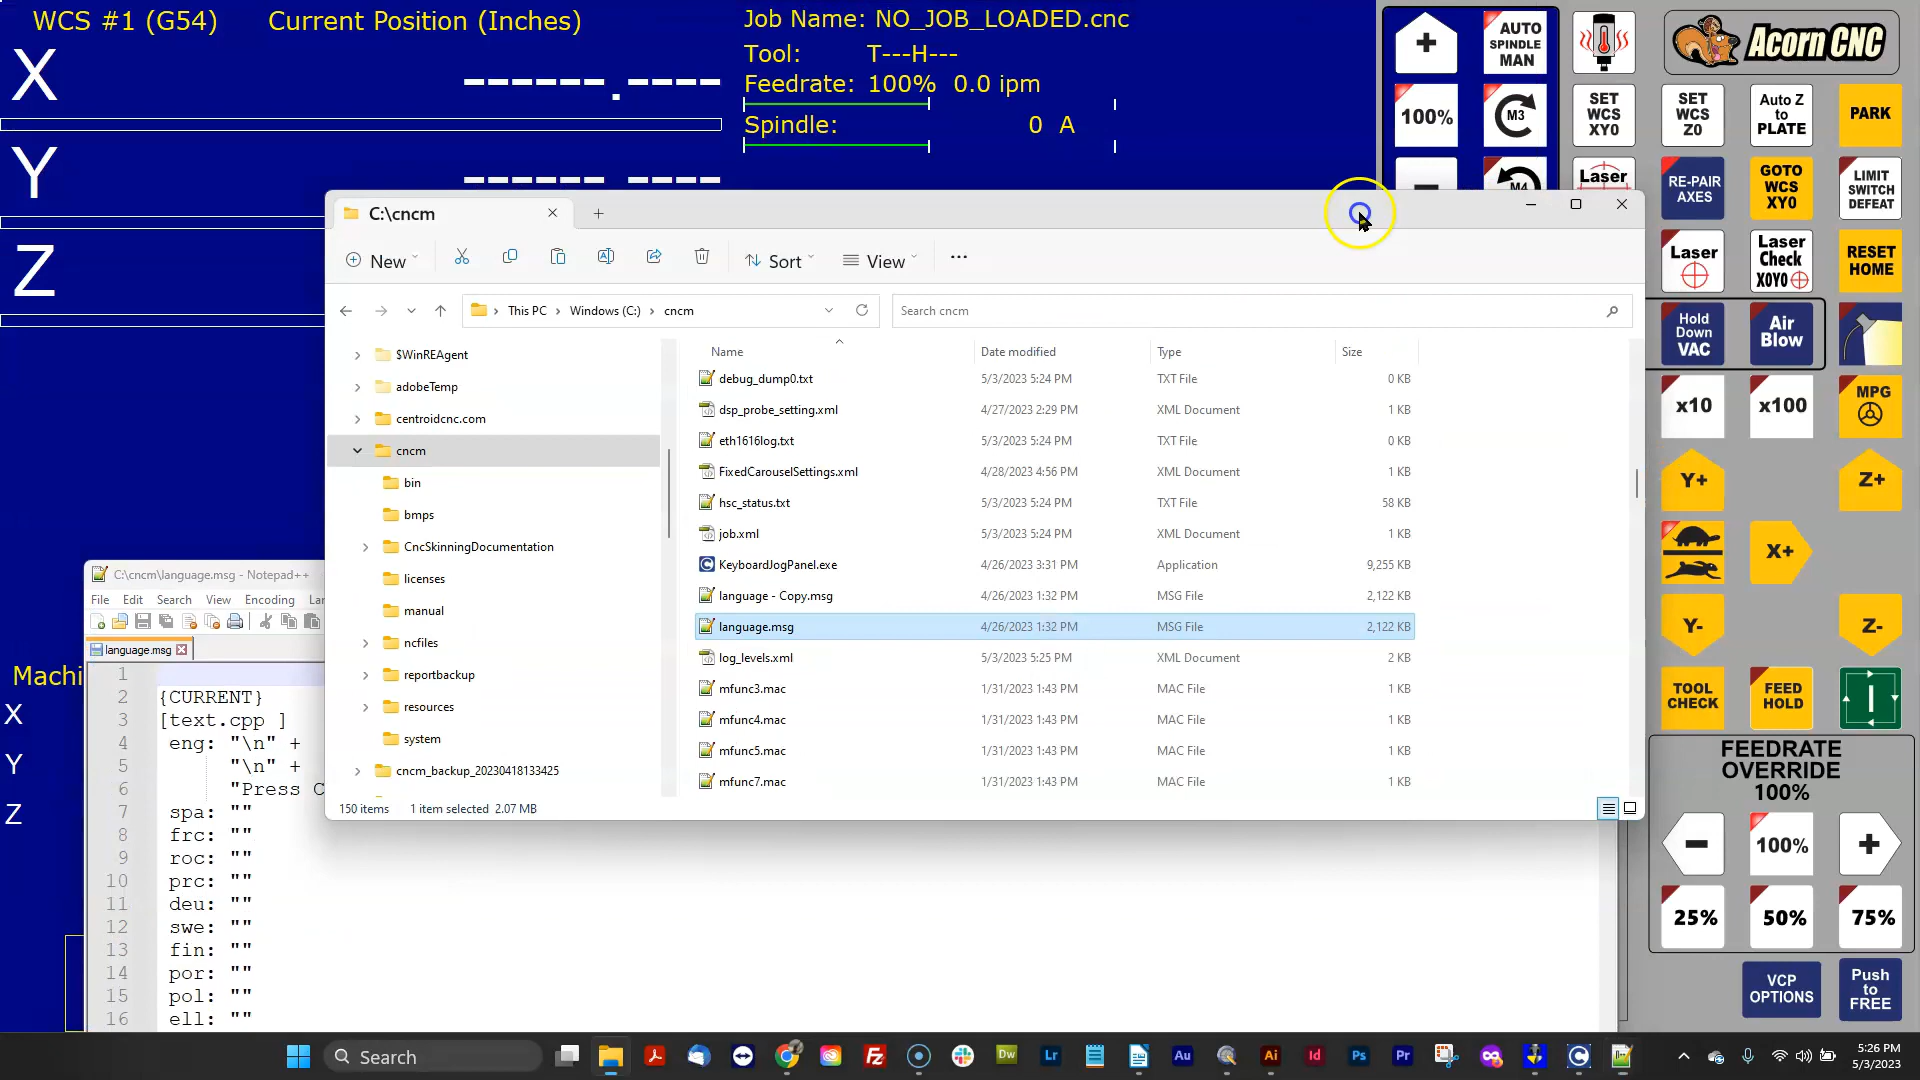 WCS #1 (G54)
Current Position (Inches)
Job Name: NO_JOB_LOADED.cnc
Tool: T---H---
Feedrate: 100% 0.0 ipm
Spindle: 0 A
X
------.----
Y
------.----
Z
Machi
X
Y
Z
+
AUTO SPINDLE MAN
100%
M3
M4
Acorn CNC
SET WCS XY0
SET WCS Z0
Auto Z to PLATE
PARK
Laser
RE-PAIR AXES
GOTO WCS XY0
LIMIT SWITCH DEFEAT
Laser
Laser Check X0Y0
RESET HOME
Hold Down VAC
Air Blow
x10
x100
MPG
Y+
Z+
X+
Y-
Z-
TOOL CHECK
FEED HOLD
FEEDRATE OVERRIDE
100%
-
100%
+
25%
50%
75%
VCP OPTIONS
Push to FREE
C:\cncm
New
Sort
View
This PC > Windows (C:) > cncm
Search cncm
$WinREAgent
adobeTemp
centroidcnc.com
cncm
bin
bmps
CncSkinningDocumentation
licenses
manual
ncfiles
reportbackup
resources
system
cncm_backup_20230418133425
Name Date modified Type Size
debug_dump0.txt 5/3/2023 5:24 PM TXT File 0 KB
dsp_probe_setting.xml 4/27/2023 2:29 PM XML Document 1 KB
eth1616log.txt 5/3/2023 5:24 PM TXT File 0 KB
FixedCarouselSettings.xml 4/28/2023 4:56 PM XML Document 1 KB
hsc_status.txt 5/3/2023 5:24 PM TXT File 58 KB
job.xml 5/3/2023 5:24 PM XML Document 1 KB
KeyboardJogPanel.exe 4/26/2023 3:31 PM Application 9,255 KB
language - Copy.msg 4/26/2023 1:32 PM MSG File 2,122 KB
language.msg 4/26/2023 1:32 PM MSG File 2,122 KB
log_levels.xml 5/3/2023 5:25 PM XML Document 2 KB
mfunc3.mac 1/31/2023 1:43 PM MAC File 1 KB
mfunc4.mac 1/31/2023 1:43 PM MAC File 1 KB
mfunc5.mac 1/31/2023 1:43 PM MAC File 1 KB
mfunc7.mac 1/31/2023 1:43 PM MAC File 1 KB
150 items 1 item selected 2.07 MB
C:\cncm\language.msg - Notepad++
File Edit Search View Encoding Lan
language.msg
1
2 {CURRENT}
3 [text.cpp ]
4 eng: "\n" +
5 "\n" +
6 "Press C
7 spa: ""
8 frc: ""
9 roc: ""
10 prc: ""
11 deu: ""
12 swe: ""
13 fin: ""
14 por: ""
15 pol: ""
16 ell: ""
Search
Dw
Lr
Au
Ai
Id
Ps
Pr
5:26 PM
5/3/2023